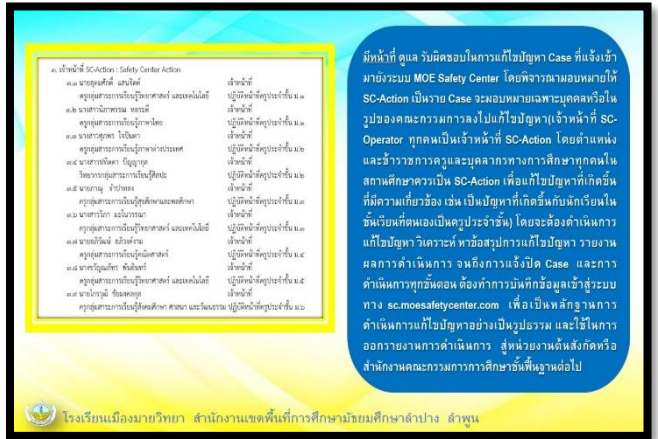 ๓. เจ้าหน้าที่ SC-Action : Safety Center Action
๓.๑ นายอุดมศักดิ์ แสนจิตต์ เจ้าหน้าที่
ครูกลุ่มสาระการเรียนรู้วิทยาศาสตร์ และเทคโนโลยี ปฏิบัติหน้าที่ครูประจำชั้น ม.๑
๓.๒ เจ้าหน้าที่
ครูกลุ่มสาระการเรียนรู้ภาษาไทย ปฏิบัติหน้าที่ครูประจำชั้น ม.๑
๓.๓ นางสาวศุภพร ใจปินตา เจ้าหน้าที่
ครูกลุ่มสาระการเรียนรู้ภาษาต่างประเทศ ปฏิบัติหน้าที่ครูประจำชั้น ม.๒
๓.๔ นางสาวปทิตตา ปัญญากุล เจ้าหน้าที่
วิทยากรกลุ่มสาระการเรียนรู้ศิลปะ ปฏิบัติหน้าที่ครูประจำชั้น ม.๒
๓.๕ นายภาณุ เจ้าหน้าที่
ครูกลุ่มสาระการเรียนรู้สุขศึกษาและพลศึกษา ปฏิบัติหน้าที่ครูประจำชั้น ม.๓
๓.๖ นางสาววิภา มะโนวรรณา เจ้าหน้าที่
ครูกลุ่มสาระการเรียนรู้วิทยาศาสตร์ และเทคโนโลยี ปฏิบัติหน้าที่ครูประจำชั้น ม.๓
๓.๗ นายอภิวัฒน์ เจ้าหน้าที่
ครูกลุ่มสาระการเรียนรู้คณิตศาสตร์ ปฏิบัติหน้าที่ครูประจำชั้น ม.๔
๓.๘ พันอินทร์ เจ้าหน้าที่
ครูกลุ่มสาระการเรียนรู้วิทยาศาสตร์ และเทคโนโลยี ปฏิบัติหน้าที่ครูประจำชั้น ม.๕
๓.๙ นายไกรวุฒิ ชัยมงคลกุล เจ้าหน้าที่
ครูกลุ่มสาระการเรียนรู้สังคมศึกษา ศาสนา และวัฒนธรรม ปฏิบัติหน้าที่ครูประจำชั้น ม.๖
มีหน้าที่ ดูแล รับผิดชอบในการแก้ไขปัญหา Case ที่แจ้งเข้า
มายังระบบ MOE Safety Center โดยพิจารณามอบหมายให้
SC-Action เป็นราย Case จะมอบหมายเฉพาะบุคคลหรือใน
รูปของคณะกรรมการลงไปแก้ไขปัญหา(เจ้าหน้าที่ SC-
Operator ทุกคนเป็นเจ้าหน้าที่ SC-Action โดยตำแหน่ง
และข้าราชการครูและบุคลากรทางการศึกษาทุกคนใน
สถานศึกษาควรเป็น SC-Action เพื่อแก้ไขปัญหาที่เกิดขึ้น
ที่มีความเกี่ยวข้อง เช่น เป็นปัญหาที่เกิดขึ้นกับนักเรียนใน
ชั้นเรียนที่ตนเองเป็นครูประจำชั้น) โดยจะต้องดำเนินการ
แก้ไขปัญหา วิเคราะห์ หาข้อสรุปการแก้ไขปัญหา รายงาน
ผลการดำเนินการ จนถึงการแจ้งปิด Case และการ
ดำเนินการทุกขั้นตอน ต้องทำการบันทึกข้อมูลเข้าสู่ระบบ
ทาง sc.moesafetycenter.com เพื่อเป็นหลักฐานการ
ดำเนินการแก้ไขปัญหาอย่างเป็นรูปธรรม และใช้ในการ
ออกรายงานการดำเนินการ สู่หน่วยงานต้นสังกัดหรือ
สำนักงานคณะกรรมการการศึกษาขั้นพื้นฐานต่อไป
โรงเรียนเมืองมายวิทยา สำนักงานเขตพื้นที่การศึกษามัธยมศึกษาลำปาง ลำพูน